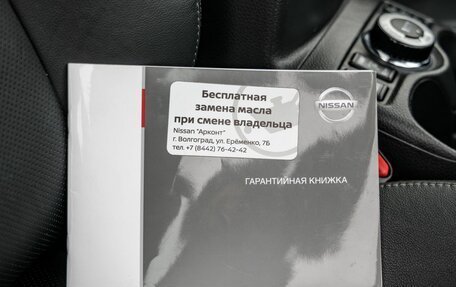 Бесплатная
замена масла
при смене владельца
Nissan "Арконт"
г. Волгоград, ул. Ерёменко, 7Б
тел. +7 (8442) 76-42-42
NISSAN
ГАРАНТИЙНАЯ КНИЖКА